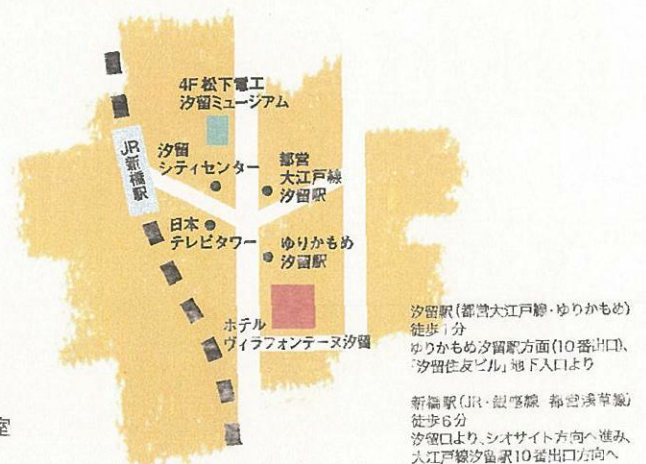 4F 松下電工
汐留ミュージアム
JR新橋駅
汐留
シティセンター
都営
大江戸線
汐留駅
日本
テレビタワー
ゆりかもめ
汐留駅
ホテル
ヴィラフォンテーヌ汐留
汐留駅(都営大江戸線・ゆりかもめ)
徒歩1分
ゆりかもめ汐留駅方面(10番出口)、
「汐留住友ビル」地下入口より
新橋駅(JR・銀座線 都営浅草線)
徒歩6分
汐留口より、シオサイト方向へ進み、
大江戸線汐留駅10番出口方向へ
室